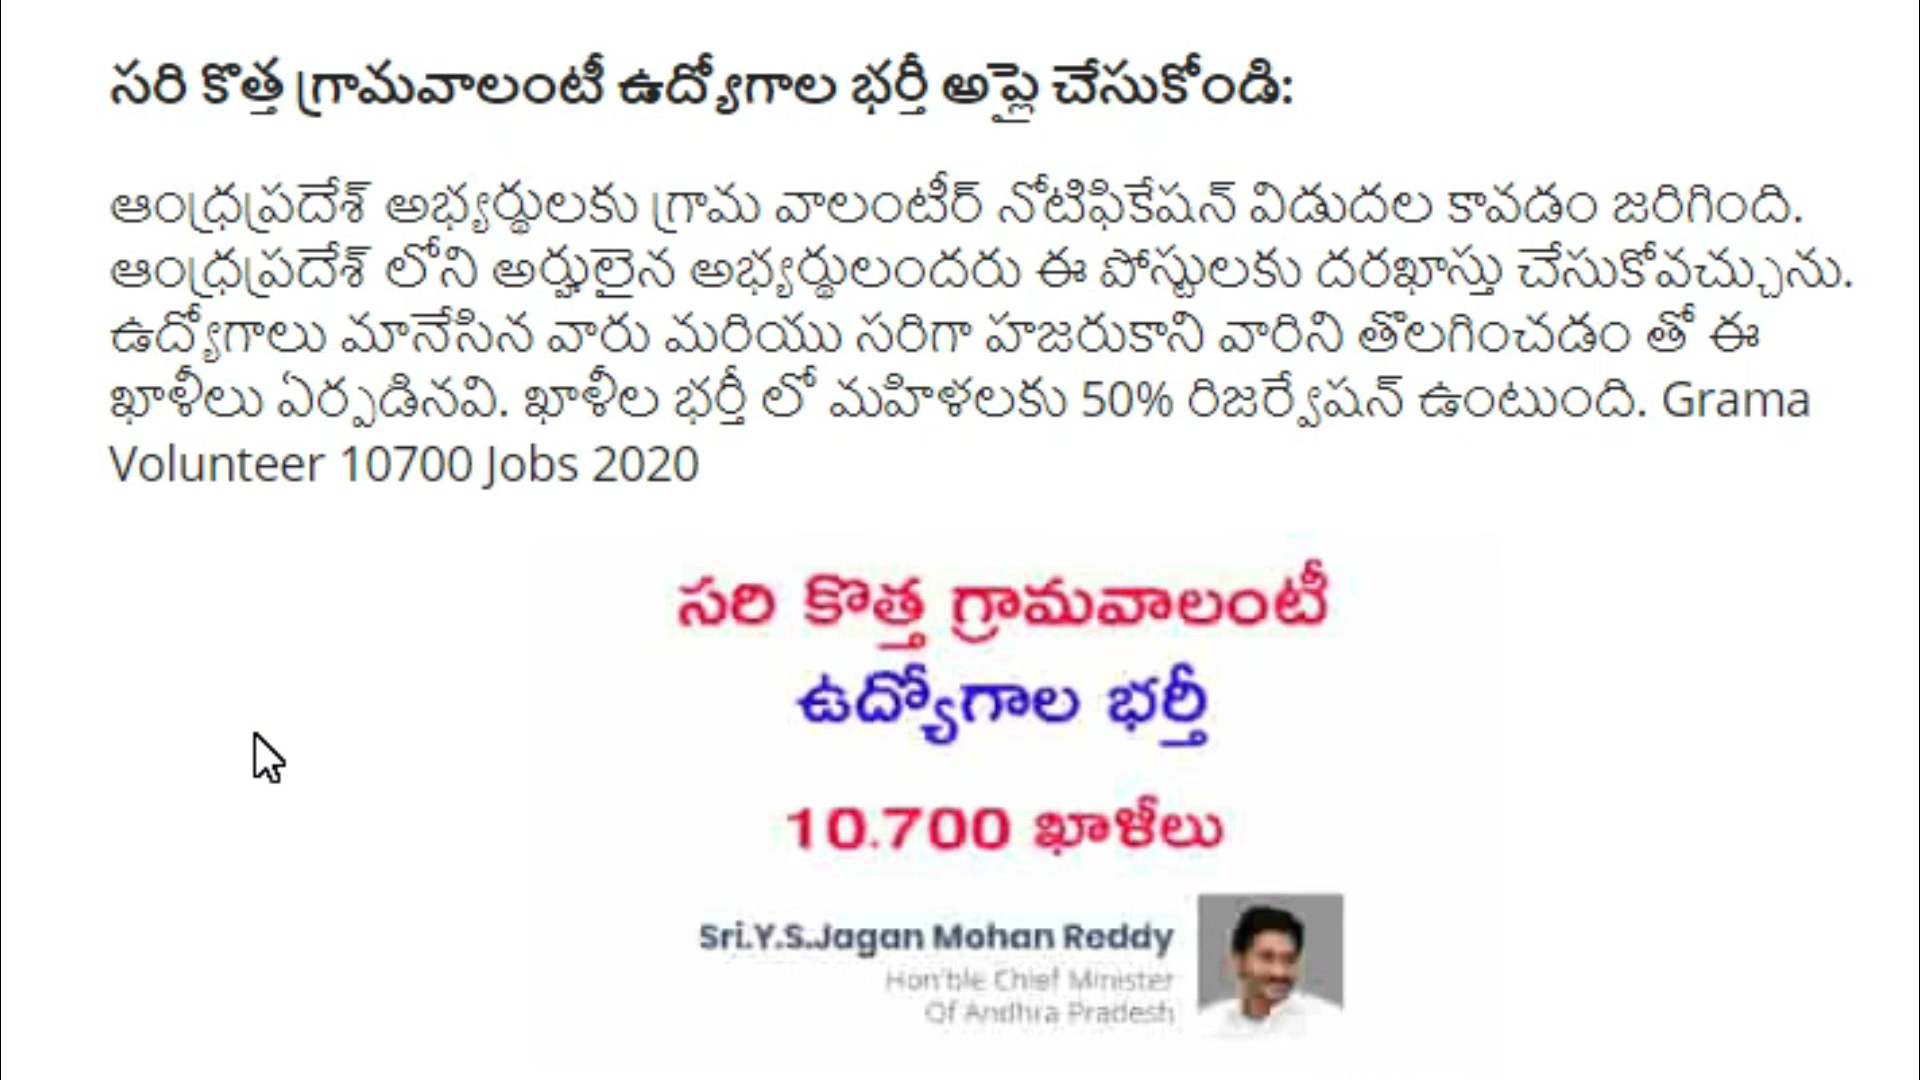 సరి కొత్త గ్రామవాలంటీ ఉద్యోగాల భర్తీ అప్లై చేసుకోండి:
ఆంధ్రప్రదేశ్ అభ్యర్థులకు గ్రామ వాలంటీర్ నోటిఫికేషన్ విడుదల కావడం జరిగింది.
ఆంధ్రప్రదేశ్ లోని అర్హులైన అభ్యర్థులందరు ఈ పోస్టులకు దరఖాస్తు చేసుకోవచ్చును.
ఉద్యోగాలు మానేసిన వారు మరియు సరిగా హజరుకాని వారిని తొలగించడం తో ఈ
ఖాళీలు ఏర్పడినవి. ఖాళీల భర్తీ లో మహిళలకు 50% రిజర్వేషన్ ఉంటుంది. Grama
Volunteer 10700 Jobs 2020
సరి కొత్త గ్రామవాలంటీ
ఉద్యోగాల భర్తీ
10.700 ఖాళీలు
Sri.Y.S.Jagan Mohan Reddy
Hon'ble Chief Minister
Of Andhra Pradesh